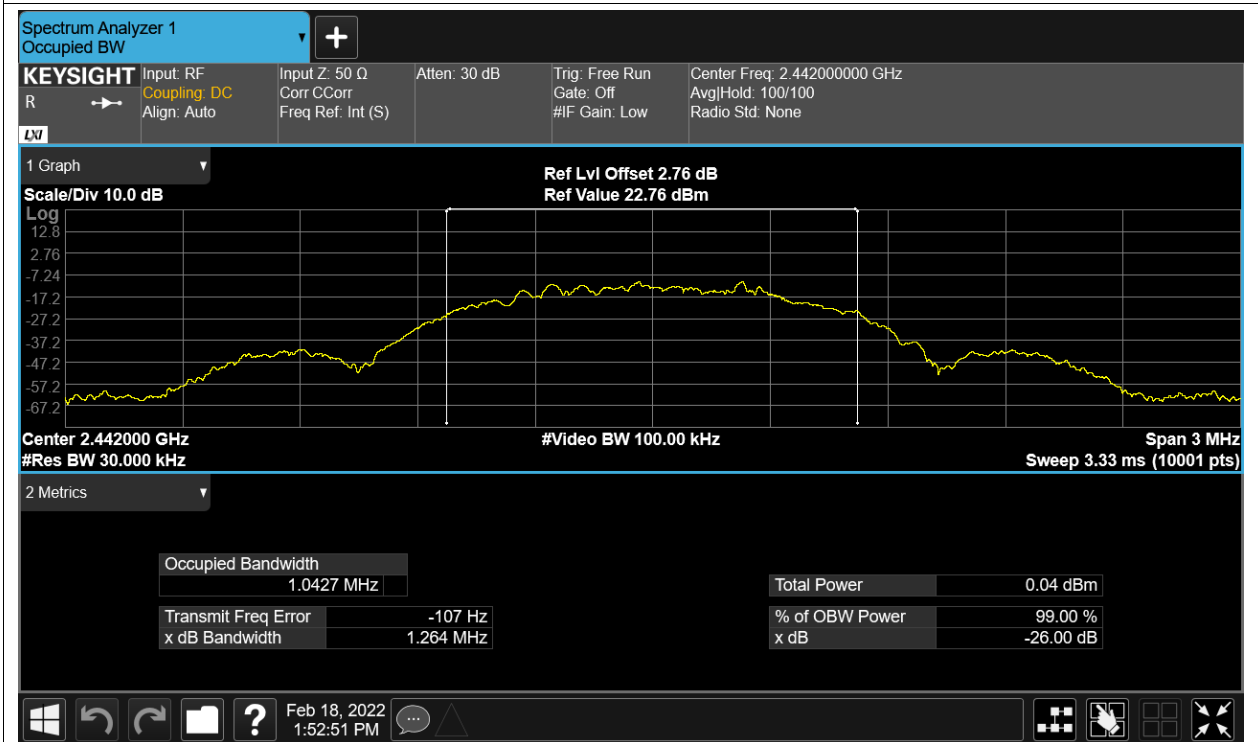 Spectrum Analyzer 1
Occupied BW
KEYSIGHT
R
LXI
Input: RF
Coupling: DC
Align: Auto
Input Z: 50 Ω
Corr CCorr
Freq Ref: Int (S)
Atten: 30 dB
Trig: Free Run
Gate: Off
#IF Gain: Low
Center Freq: 2.442000000 GHz
Avg|Hold: 100/100
Radio Std: None
1 Graph
Scale/Div 10.0 dB
Ref Lvl Offset 2.76 dB
Ref Value 22.76 dBm
Log
12.8
2.76
-7.24
-17.2
-27.2
-37.2
-47.2
-57.2
-67.2
Center 2.442000 GHz
#Res BW 30.000 kHz
#Video BW 100.00 kHz
Span 3 MHz
Sweep 3.33 ms (10001 pts)
2 Metrics
Occupied Bandwidth
1.0427 MHz
Transmit Freq Error -107 Hz
x dB Bandwidth 1.264 MHz
Total Power 0.04 dBm
% of OBW Power 99.00 %
x dB -26.00 dB
?
Feb 18, 2022
1:52:51 PM